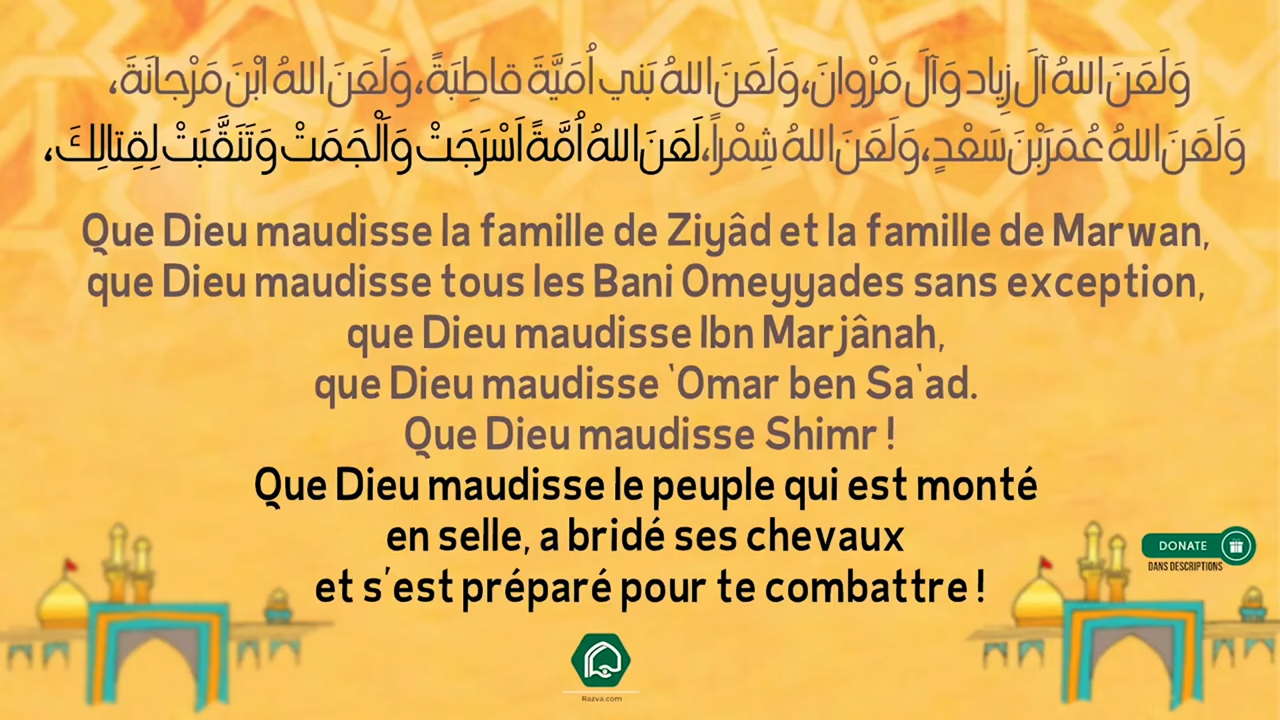 وَلَعَنَ اللهُ آلَ زِياد وَآلَ مَرْوانَ، وَلَعَنَ اللهُ بَني اُمَيَّةَ قاطِبَةً، وَلَعَنَ اللهُ ابْنَ مَرْجانَةَ،
وَلَعَنَ اللهُ عُمَرَ بْنَ سَعْدٍ، وَلَعَنَ اللهُ شِمْراً، لَعَنَ اللهُ اُمَّةً اَسْرَجَتْ وَاَلْجَمَتْ وَتَنَقَّبَتْ لِقِتالِكَ،
Que Dieu maudisse la famille de Ziyâd et la famille de Marwan,
que Dieu maudisse tous les Bani Omeyyades sans exception,
que Dieu maudisse Ibn Marjânah,
que Dieu maudisse 'Omar ben Sa'ad.
Que Dieu maudisse Shimr !
Que Dieu maudisse le peuple qui est monté
en selle, a bridé ses chevaux
et s'est préparé pour te combattre !
DONATE
DANS DESCRIPTIONS
Razva.com